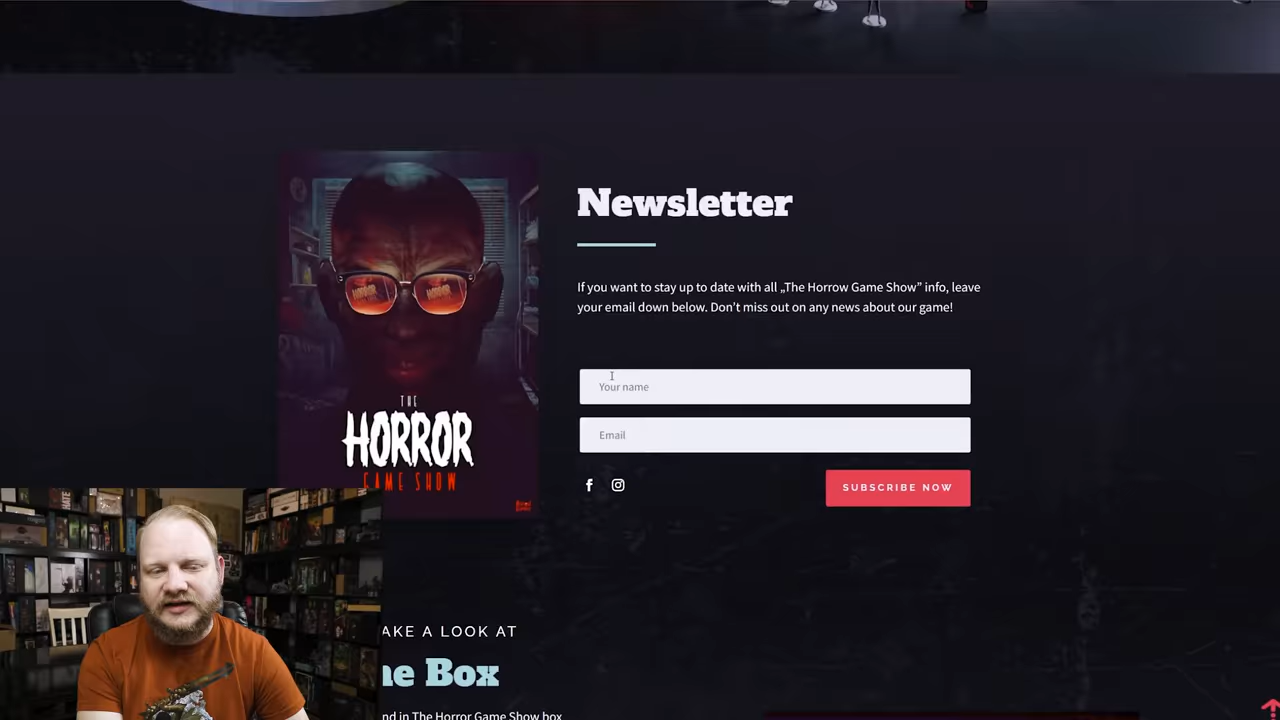 HORROR
HORROR
THE
HORROR
GAME SHOW
Newsletter
If you want to stay up to date with all „The Horrow Game Show” info, leave
your email down below. Don’t miss out on any news about our game!
Your name
Email
SUBSCRIBE NOW
AKE A LOOK AT
ne Box
nd in The Horror Game Show box